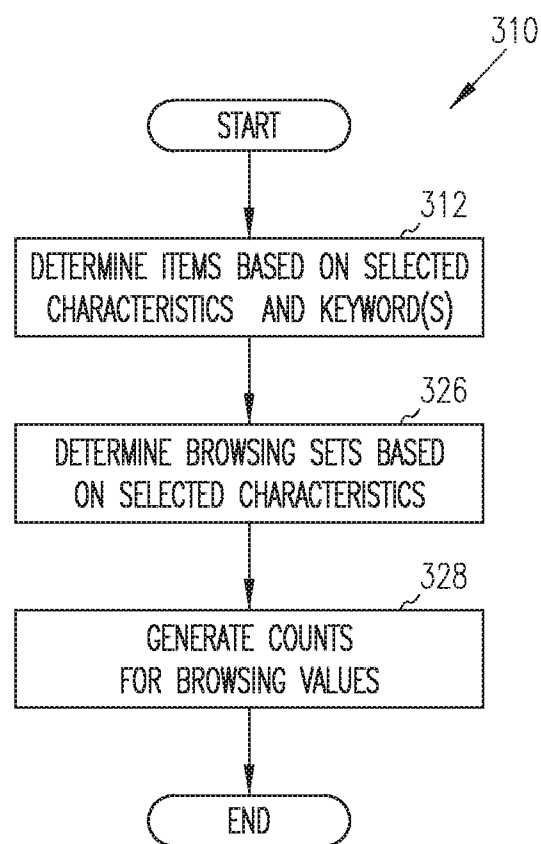 310
START
312
DETERMINE ITEMS BASED ON SELECTED
CHARACTERISTICS AND KEYWORD(S)
326
DETERMINE BROWSING SETS BASED
ON SELECTED CHARACTERISTICS
328
GENERATE COUNTS
FOR BROWSING VALUES
END